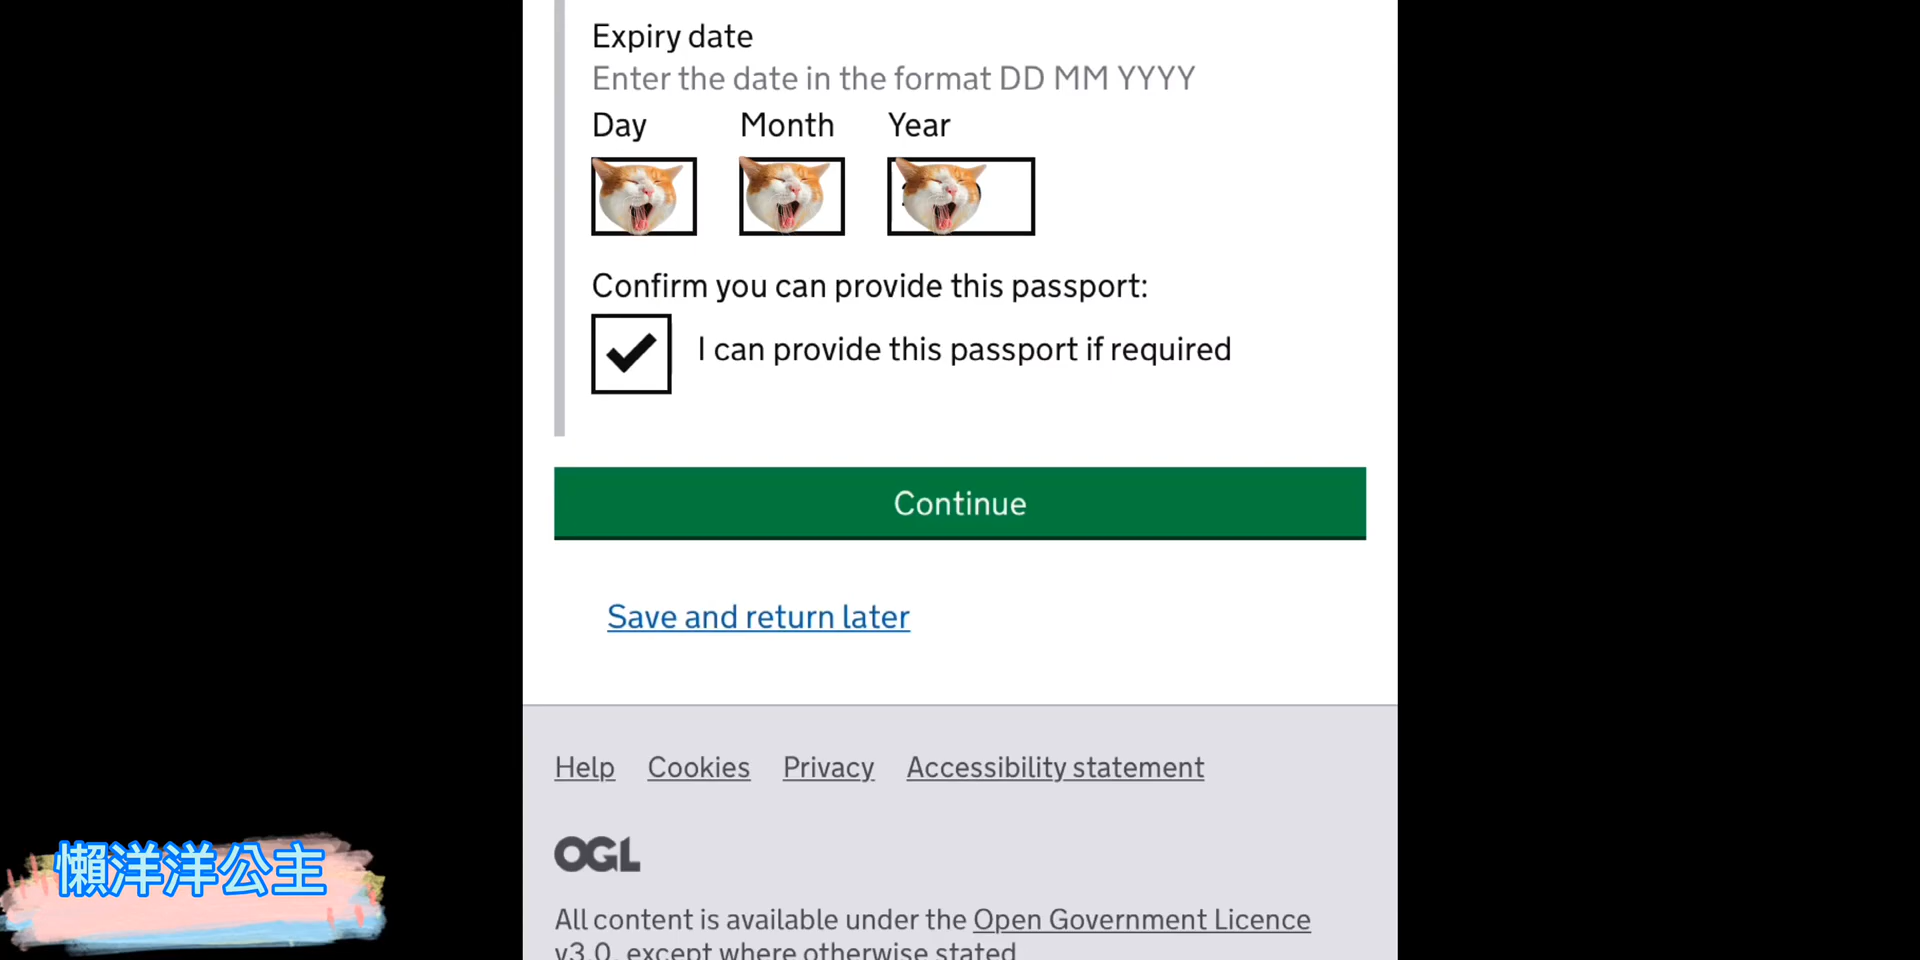 Expiry date
Enter the date in the format DD MM YYYY
Day Month Year
Confirm you can provide this passport:
I can provide this passport if required
Continue
Save and return later
Help Cookies Privacy Accessibility statement
OGL
All content is available under the Open Government Licence
v3.0, except where otherwise stated
懶洋洋公主